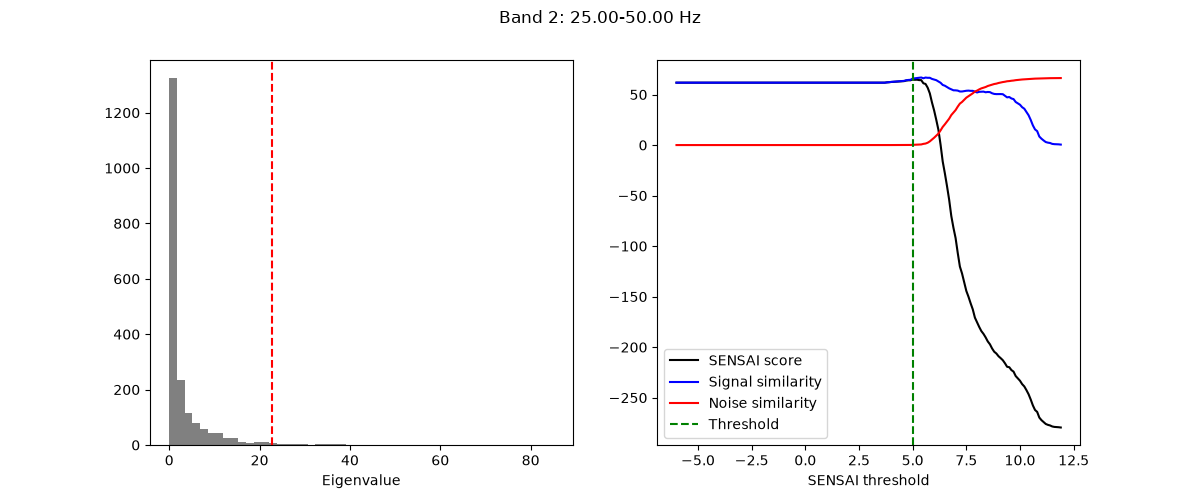 Band 2: 25.00-50.00 Hz
1200
1000
800
600
400
200
0
0 20 40 60 80
Eigenvalue
50
0
−50
−100
−150
−200
−250
SENSAI score
Signal similarity
Noise similarity
Threshold
−5.0 −2.5 0.0 2.5 5.0 7.5 10.0 12.5
SENSAI threshold